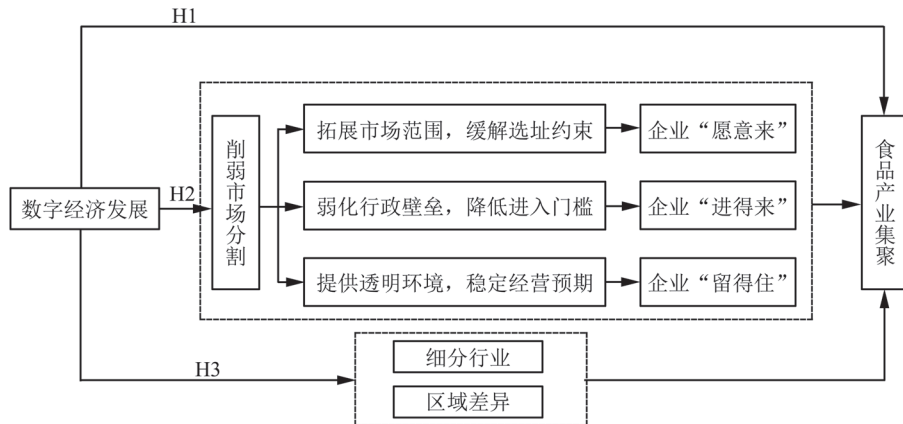 H1
拓展市场范围，缓解选址约束
企业“愿意来”
削弱市场分割
食品产业集聚
数字经济发展
H2
弱化行政壁垒，降低进入门槛
企业“进得来”
提供透明环境，稳定经营预期
企业“留得住”
H3
细分行业
区域差异